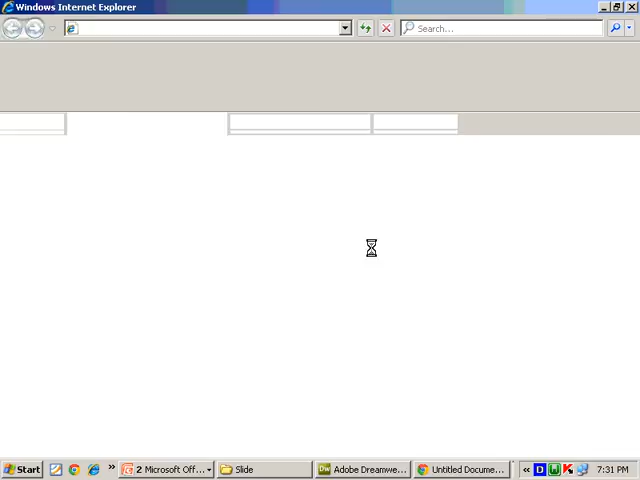 Windows Internet Explorer
Search...
Start
2 Microsoft Off...
Slide
Adobe Dreamwe...
Untitled Docume...
D
K
7:31 PM